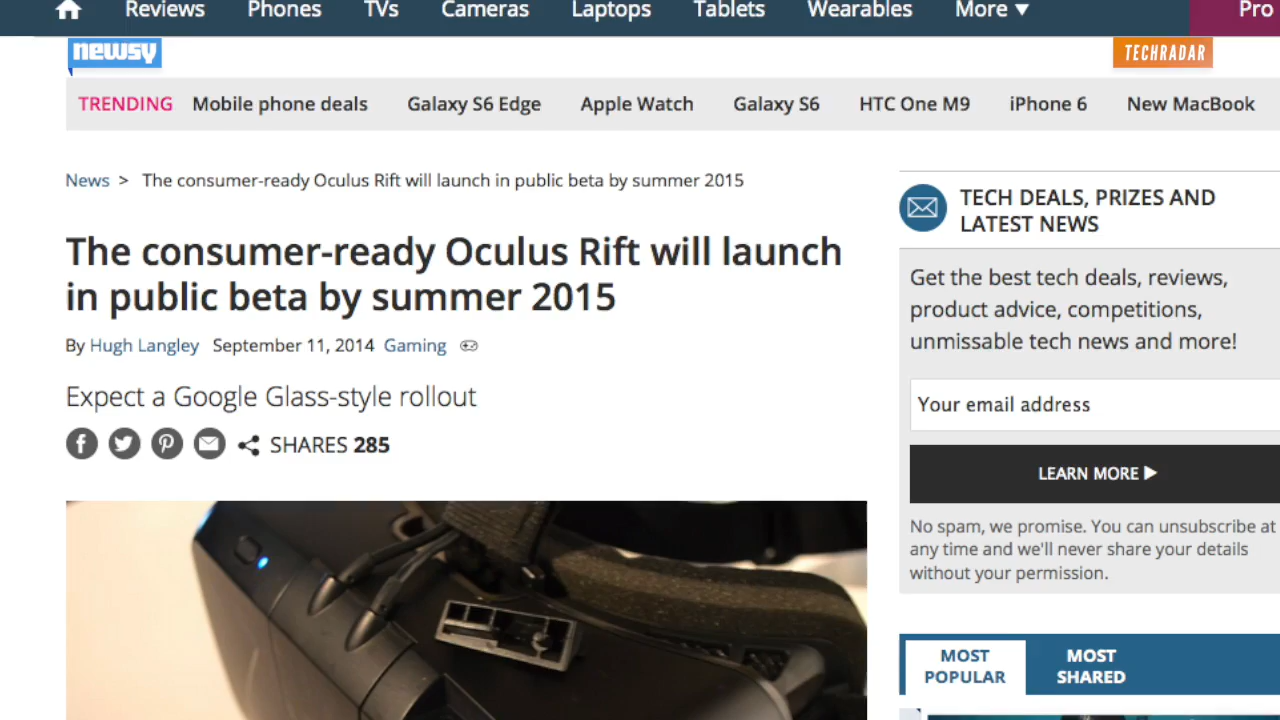 Reviews Phones TVs Cameras Laptops Tablets Wearables More ▼ Pro
newsy
TECHRADAR
TRENDING Mobile phone deals Galaxy S6 Edge Apple Watch Galaxy S6 HTC One M9 iPhone 6 New MacBook
News > The consumer-ready Oculus Rift will launch in public beta by summer 2015
The consumer-ready Oculus Rift will launch
in public beta by summer 2015
By Hugh Langley September 11, 2014 Gaming
Expect a Google Glass-style rollout
SHARES 285
TECH DEALS, PRIZES AND
LATEST NEWS
Get the best tech deals, reviews,
product advice, competitions,
unmissable tech news and more!
Your email address
LEARN MORE ▶
No spam, we promise. You can unsubscribe at
any time and we'll never share your details
without your permission.
MOST
POPULAR
MOST
SHARED